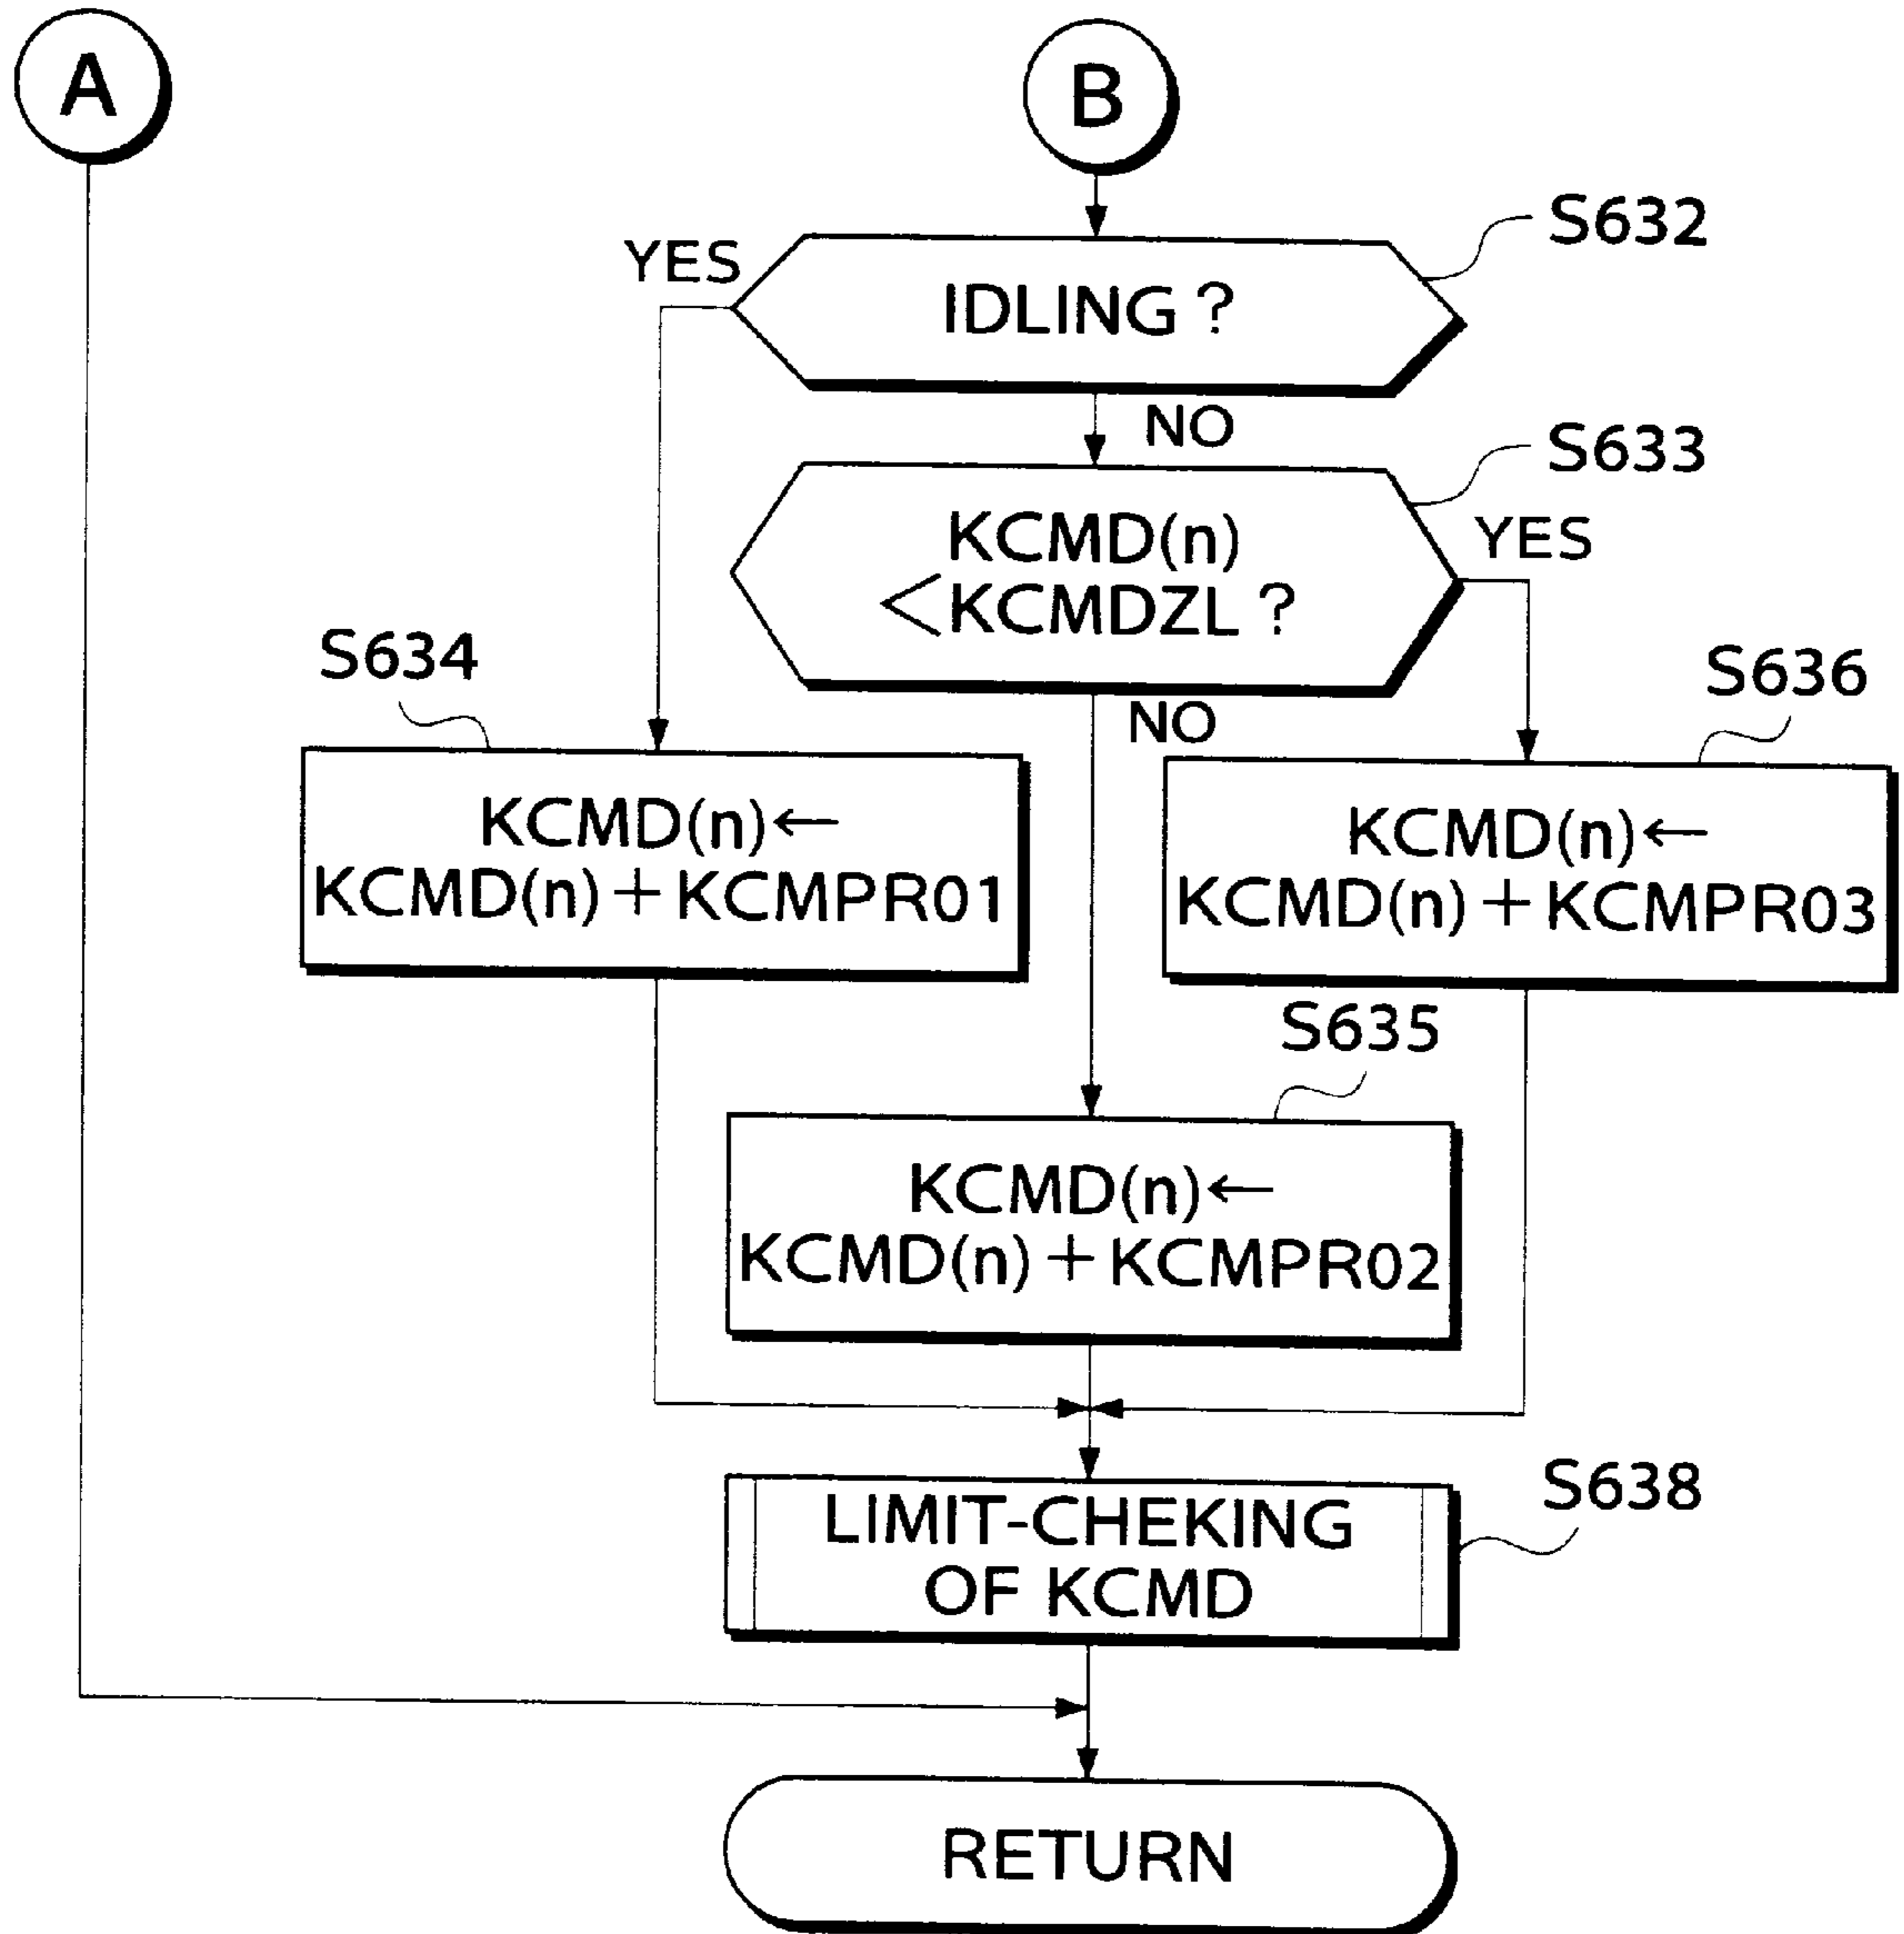 A
B
S632
YES
IDLING ?
NO
S633
KCMD(n)
<KCMDZL ?
YES
S634
S636
NO
KCMD(n)←
KCMD(n)+KCMPR01
KCMD(n)←
KCMD(n)+KCMPR03
S635
KCMD(n)←
KCMD(n)+KCMPR02
S638
LIMIT-CHEKING
OF KCMD
RETURN